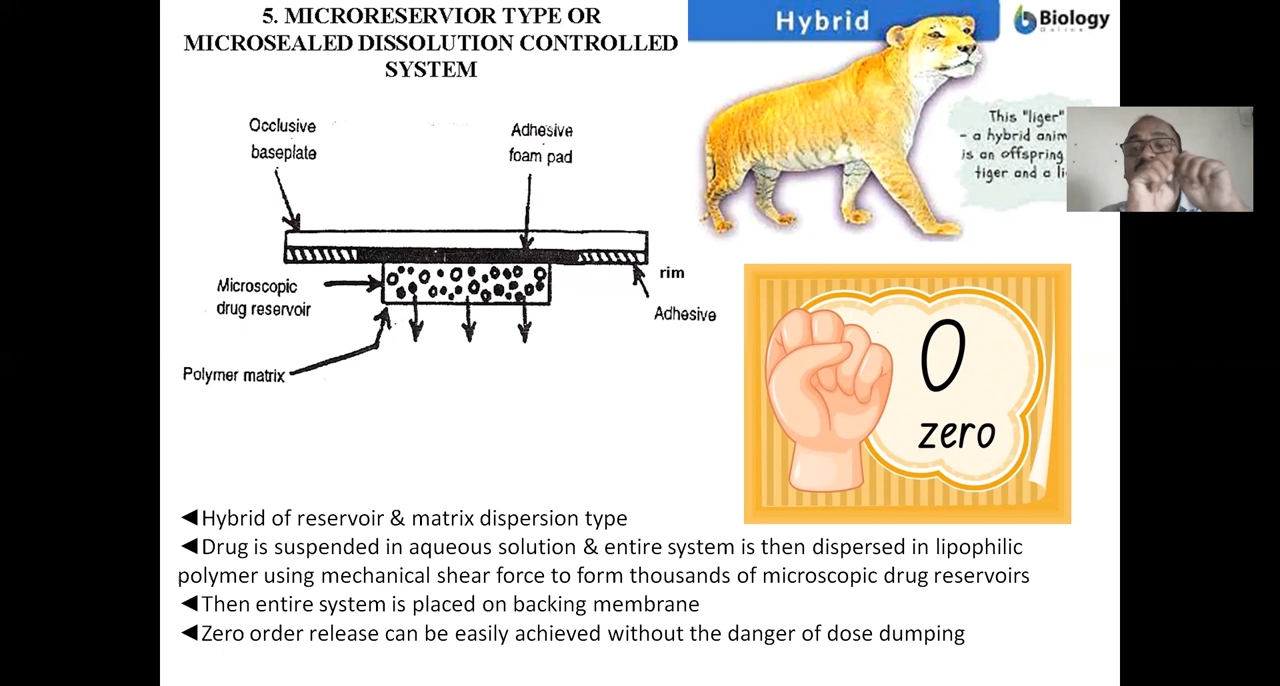 5. MICRORESERVIOR TYPE OR
MICROSEALED DISSOLUTION CONTROLLED
SYSTEM
Occlusive
baseplate
Adhesive
foam pad
Microscopic
drug reservoir
rim
Adhesive
Polymer matrix
Hybrid
Biology
Online
This "liger"
- a hybrid
is an offspring
tiger and a
0
zero
◄Hybrid of reservoir & matrix dispersion type
◄Drug is suspended in aqueous solution & entire system is then dispersed in lipophilic
polymer using mechanical shear force to form thousands of microscopic drug reservoirs
◄Then entire system is placed on backing membrane
◄Zero order release can be easily achieved without the danger of dose dumping